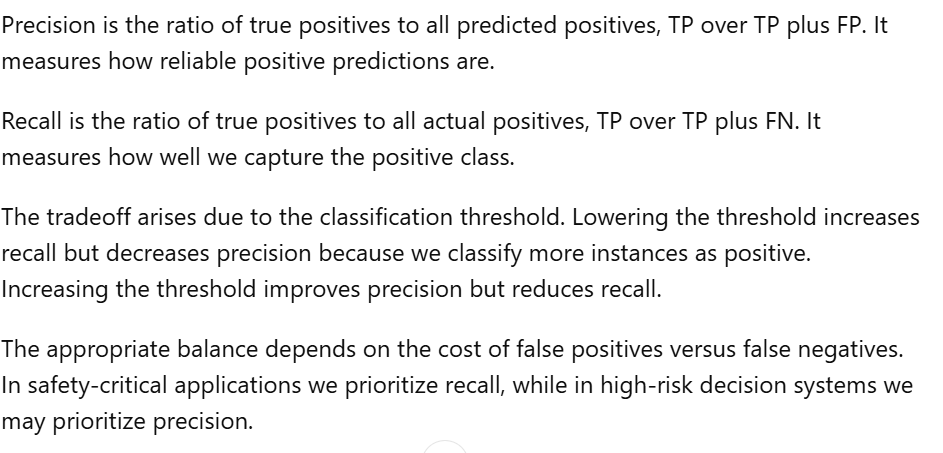 Precision is the ratio of true positives to all predicted positives, TP over TP plus FP. It
measures how reliable positive predictions are.
Recall is the ratio of true positives to all actual positives, TP over TP plus FN. It
measures how well we capture the positive class.
The tradeoff arises due to the classification threshold. Lowering the threshold increases
recall but decreases precision because we classify more instances as positive.
Increasing the threshold improves precision but reduces recall.
The appropriate balance depends on the cost of false positives versus false negatives.
In safety-critical applications we prioritize recall, while in high-risk decision systems we
may prioritize precision.